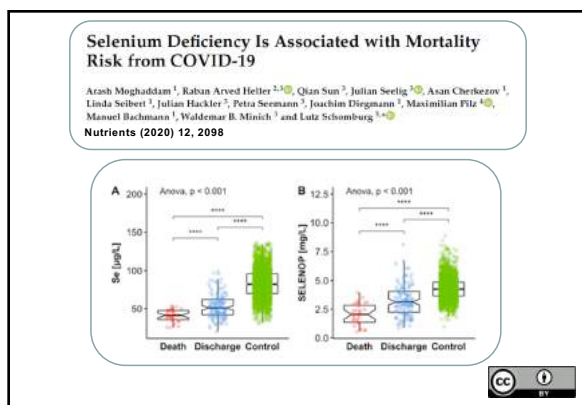 Selenium Deficiency Is Associated with Mortality
Risk from COVID-19
Arash Moghaddam 1, Raban Arved Heller 2,3, Qian Sun 3, Julian Seelig 3, Asan Cherkezov 1,
Linda Seibert 1, Julian Hackler 3, Petra Seemann 3, Joachim Diegmann 1, Maximilian Pilz 4,
Manuel Bachmann 1, Waldemar B. Minich 3 and Lutz Schomburg 3,*
Nutrients (2020) 12, 2098
A
Anova, p < 0.001
****
****
****
Se [µg/L]
200
150
100
50
Death Discharge Control
B
Anova, p < 0.001
****
****
****
SELENOP [mg/L]
12.5
10.0
7.5
5.0
2.5
0.0
Death Discharge Control
cc
BY